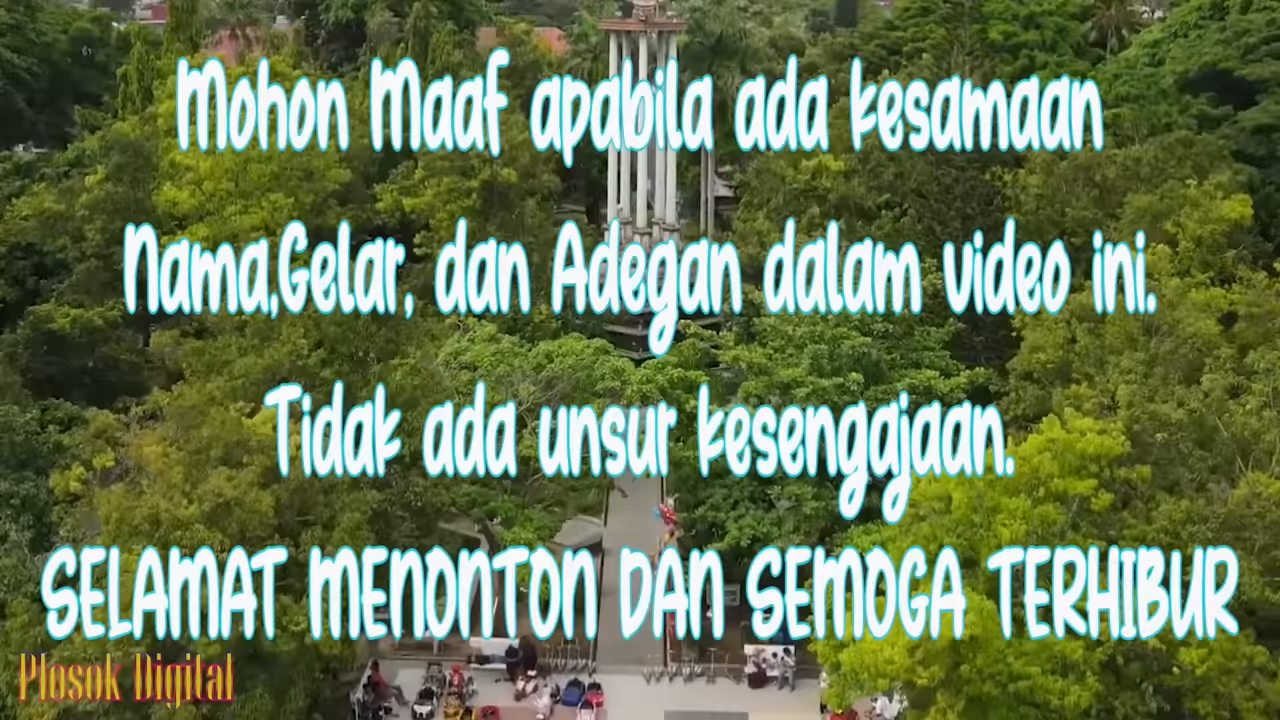 Mohon Maaf apabila ada kesamaan
Nama,Gelar, dan Adegan dalam video ini.
Tidak ada unsur kesengajaan.
SELAMAT MENONTON DAN SEMOGA TERHIBUR
Plosok Digital